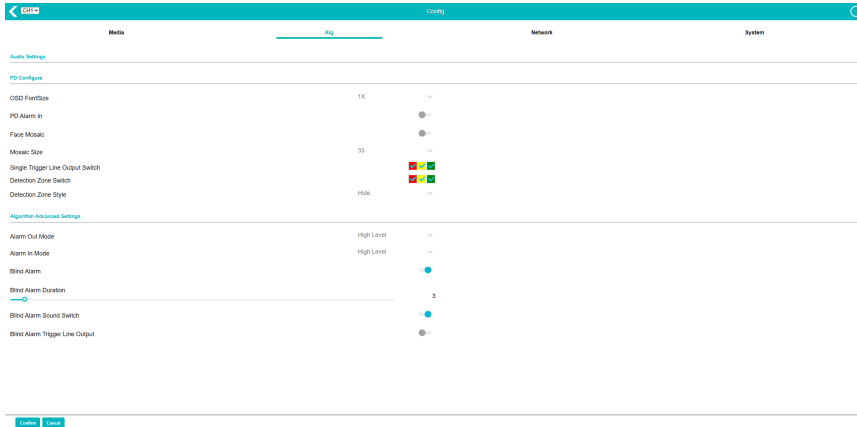 CH1
Config
Media Alg Network System
Audio Settings
PD Configure
OSD FontSize 1X
PD Alarm In
Face Mosaic
Mosaic Size 33
Single Trigger Line Output Switch
Detection Zone Switch
Detection Zone Style Hide
Algorithm Advanced Settings
Alarm Out Mode High Level
Alarm In Mode High Level
Blind Alarm
Blind Alarm Duration
3
Blind Alarm Sound Switch
Blind Alarm Trigger Line Output
Confirm Cancel